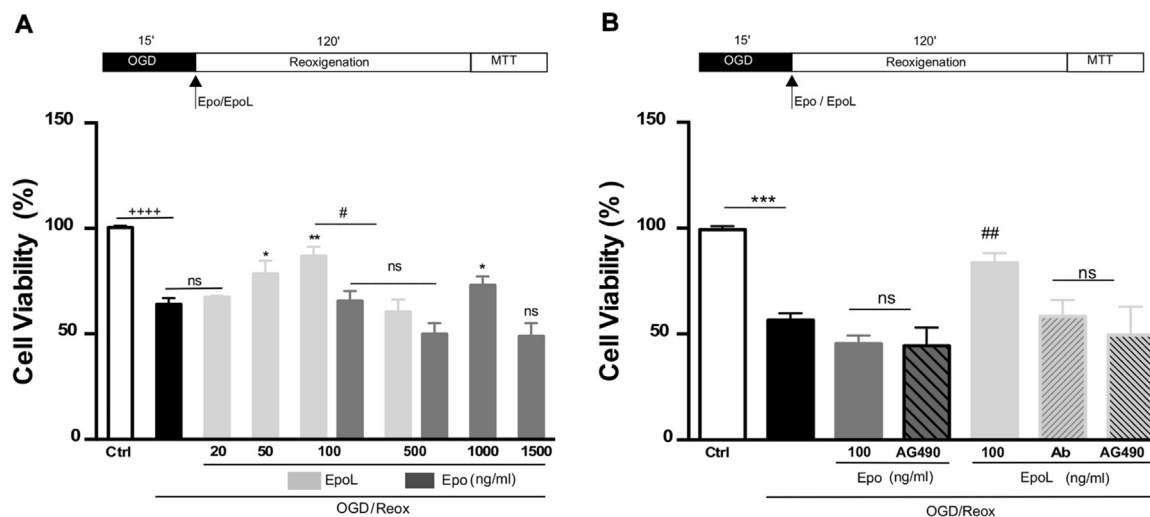 A
15' 120'
OGD Reoxigenation MTT
Epo/EpoL
Cell Viability (%)
150
100
50
0
++++
ns
*
**
#
ns
*
ns
Ctrl 20 50 100 500 1000 1500
EpoL Epo (ng/ml)
OGD/Reox
B
15' 120'
OGD Reoxigenation MTT
Epo / EpoL
Cell Viability (% )
150
100
50
0
***
ns
##
ns
Ctrl 100 AG490 100 Ab AG490
Epo (ng/ml) EpoL (ng/ml)
OGD/Reox